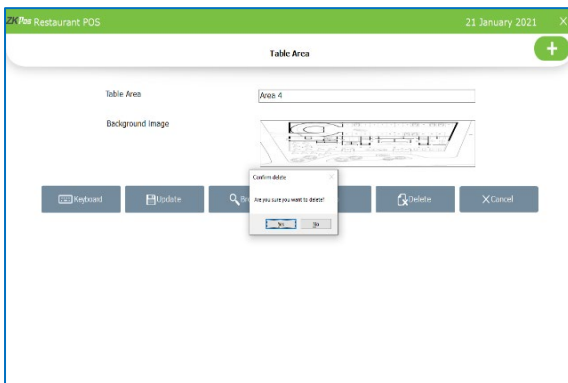 ZKPos Restaurant POS 21 January 2021 X
Table Area
+
Table Area Area 4
Background Image
Confirm delete
Are you sure you want to delete?
Yes No
Keyboard Update Delete Cancel